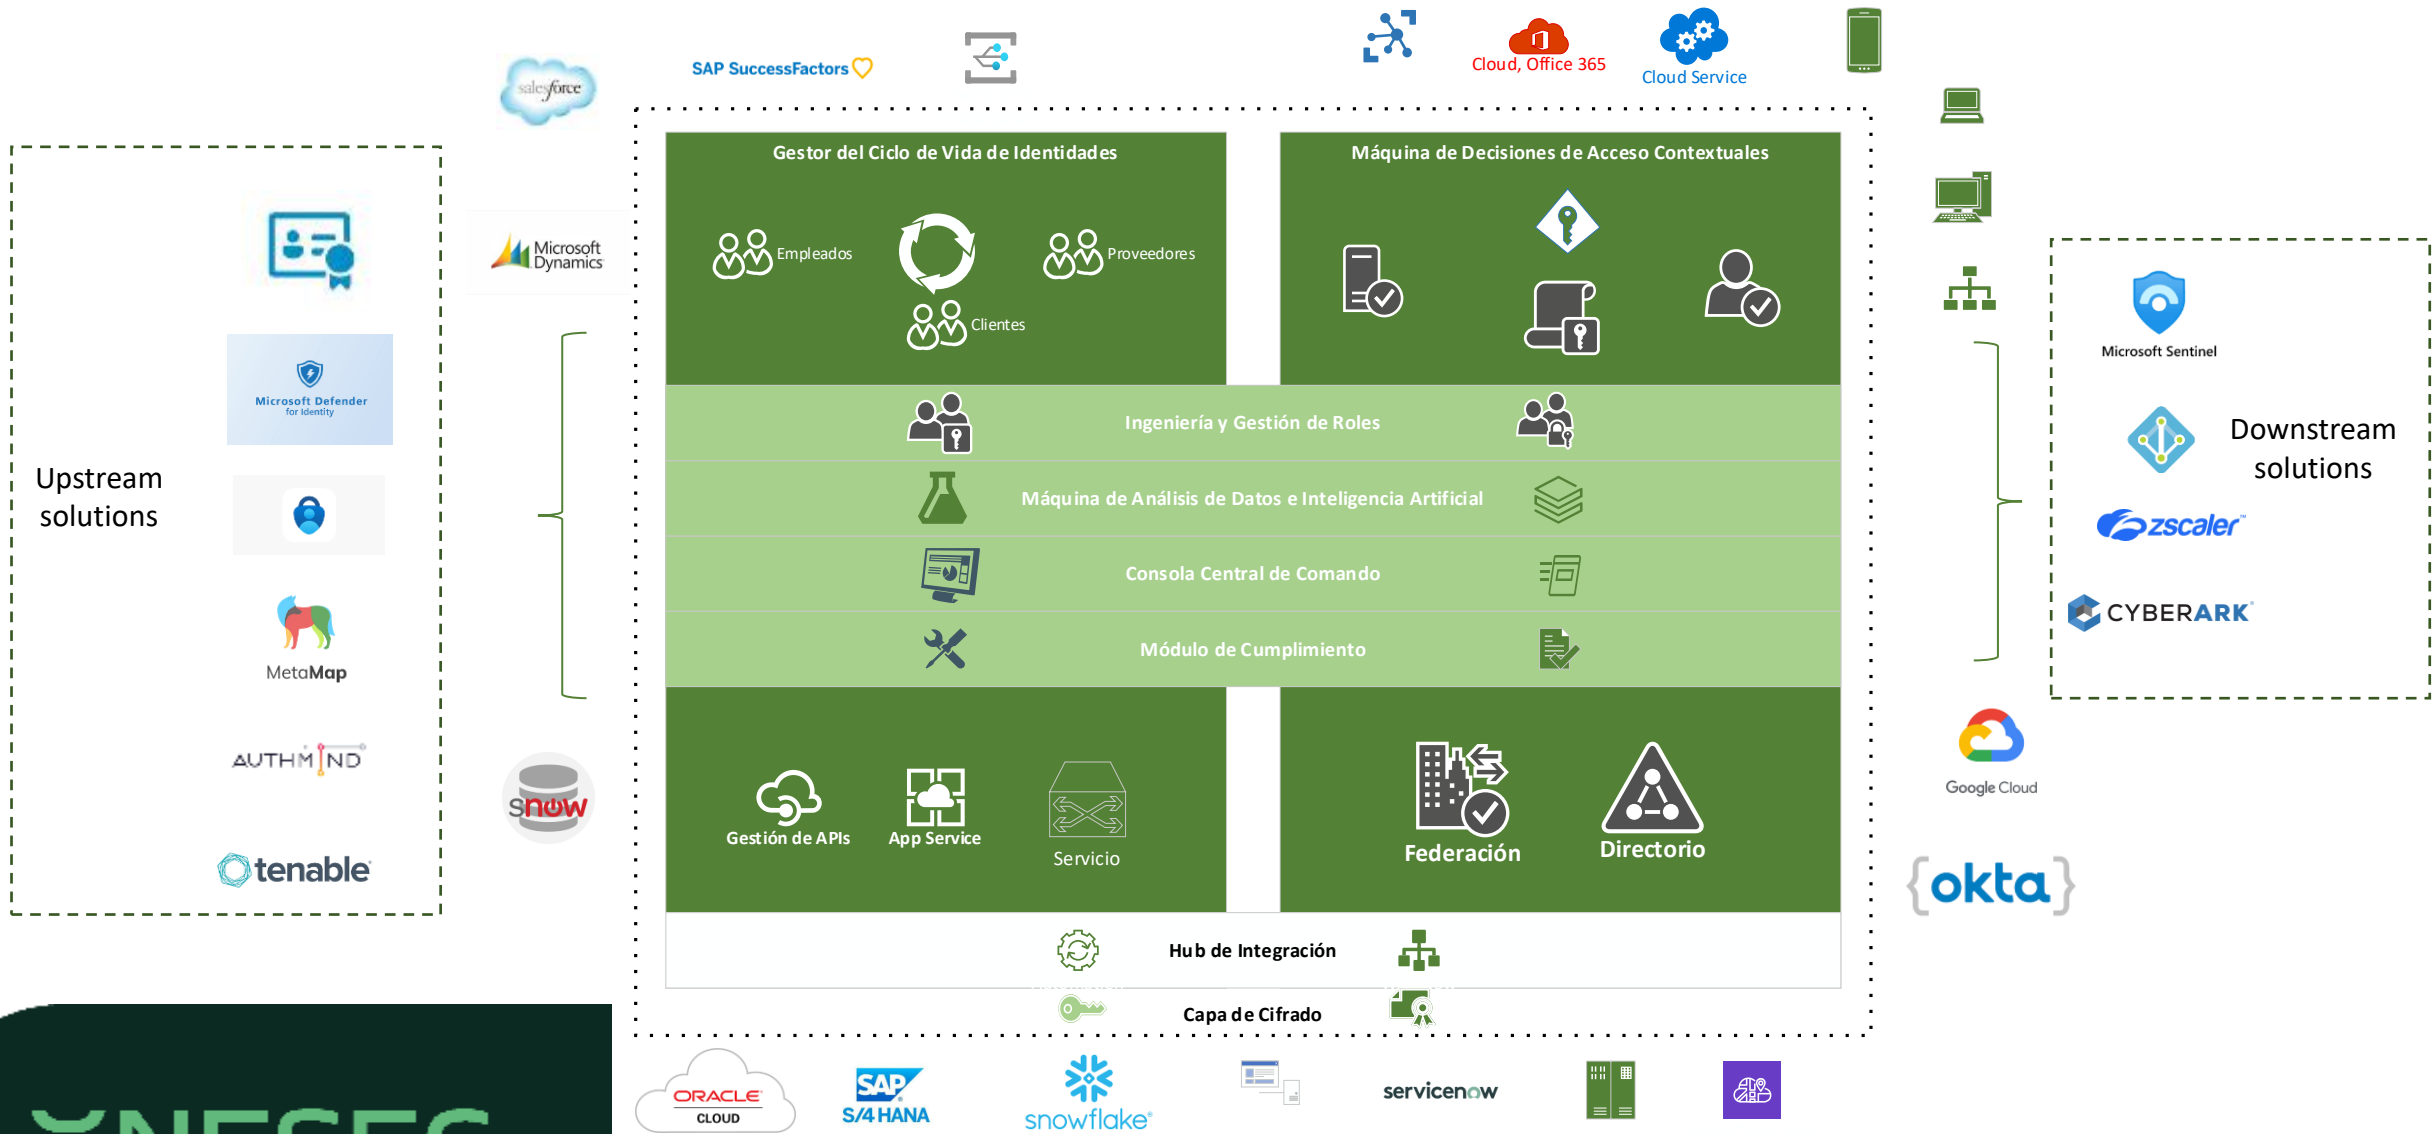 salesforce
SAP SuccessFactors
Cloud, Office 365
Cloud Service
Gestor del Ciclo de Vida de Identidades
Máquina de Decisiones de Acceso Contextuales
Empleados
Proveedores
Clientes
Microsoft
Dynamics
Microsoft Defender
for Identity
Upstream
solutions
MetaMap
AUTHMIND
tenable
snow
Ingeniería y Gestión de Roles
Máquina de Análisis de Datos e Inteligencia Artificial
Consola Central de Comando
Módulo de Cumplimiento
Gestión de APIs
App Service
Servicio
Federación
Directorio
Hub de Integración
Capa de Cifrado
Microsoft Sentinel
Downstream
solutions
zscaler™
CYBERARK®
Google Cloud
{okta}
ORACLE®
CLOUD
SAP
S/4 HANA
snowflake®
servicenow